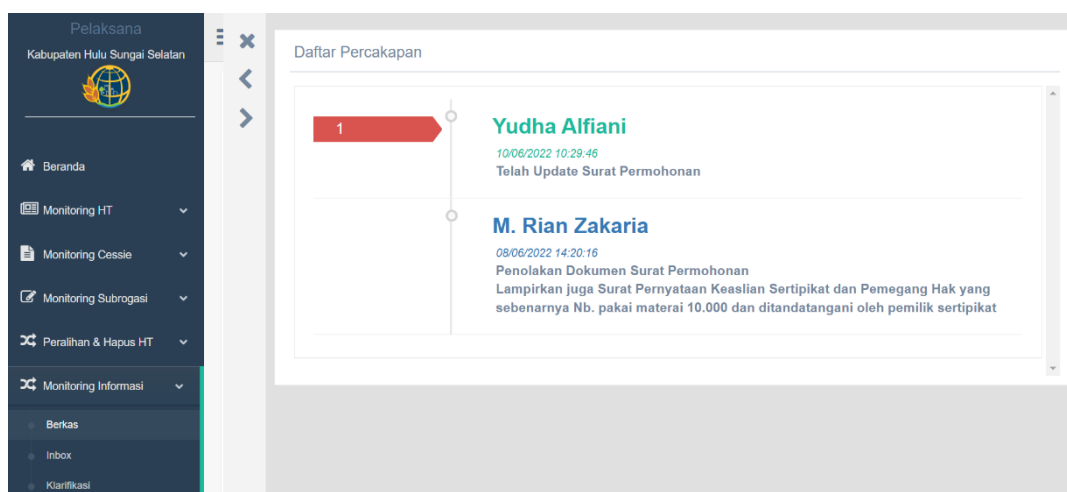 Pelaksana
Kabupaten Hulu Sungai Selatan
Beranda
Monitoring HT
Monitoring Cessie
Monitoring Subrogasi
Peralihan & Hapus HT
Monitoring Informasi
Berkas
Inbox
Klarifikasi
Daftar Percakapan
1
Yudha Alfiani
10/06/2022 10:29:46
Telah Update Surat Permohonan
M. Rian Zakaria
08/06/2022 14:20:16
Penolakan Dokumen Surat Permohonan
Lampirkan juga Surat Pernyataan Keaslian Sertipikat dan Pemegang Hak yang
sebenarnya Nb. pakai materai 10.000 dan ditandatangani oleh pemilik sertipikat